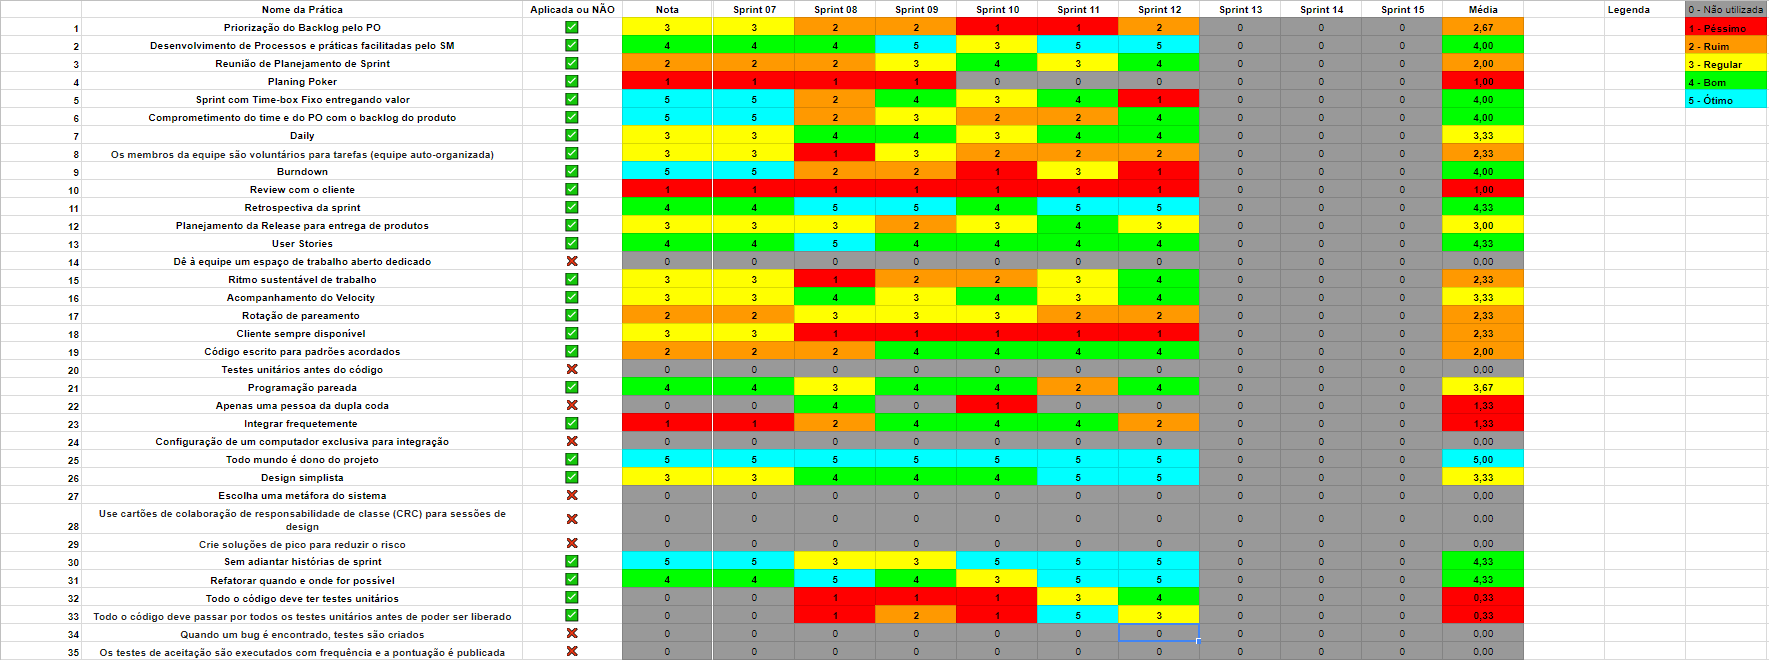 Nome da Prática Aplicada ou NÃO Nota Sprint 07 Sprint 08 Sprint 09 Sprint 10 Sprint 11 Sprint 12 Sprint 13 Sprint 14 Sprint 15 Média Legenda 0 - Não utilizada
1 Priorização do Backlog pelo PO 3 3 2 2 1 1 2 0 0 0 2,67 1 - Péssimo
2 Desenvolvimento de Processos e práticas facilitadas pelo SM 4 4 4 5 3 5 5 0 0 0 4,00 2 - Ruim
3 Reunião de Planejamento de Sprint 2 2 2 3 4 3 4 0 0 0 2,00 3 - Regular
4 Planing Poker 1 1 1 1 0 0 0 0 0 0 1,00 4 - Bom
5 Sprint com Time-box Fixo entregando valor 5 5 2 4 3 4 1 0 0 0 4,00 5 - Ótimo
6 Comprometimento do time e do PO com o backlog do produto 5 5 2 3 2 2 4 0 0 0 4,00
7 Daily 3 3 4 4 3 4 4 0 0 0 3,33
8 Os membros da equipe são voluntários para tarefas (equipe auto-organizada) 3 3 1 3 2 2 2 0 0 0 2,33
9 Burndown 5 5 2 2 1 3 1 0 0 0 4,00
10 Review com o cliente 1 1 1 1 1 1 1 0 0 0 1,00
11 Retrospectiva da sprint 4 4 5 5 4 5 5 0 0 0 4,33
12 Planejamento da Release para entrega de produtos 3 3 3 2 3 4 3 0 0 0 3,00
13 User Stories 4 4 5 4 4 4 4 0 0 0 4,33
14 Dê à equipe um espaço de trabalho aberto dedicado 0 0 0 0 0 0 0 0 0 0 0,00
15 Ritmo sustentável de trabalho 3 3 1 2 2 3 4 0 0 0 2,33
16 Acompanhamento do Velocity 3 3 4 3 4 3 4 0 0 0 3,33
17 Rotação de pareamento 2 2 3 3 3 2 2 0 0 0 2,33
18 Cliente sempre disponível 3 3 1 1 1 1 1 0 0 0 2,33
19 Código escrito para padrões acordados 2 2 2 4 4 4 4 0 0 0 2,00
20 Testes unitários antes do código 0 0 0 0 0 0 0 0 0 0 0,00
21 Programação pareada 4 4 3 4 4 2 4 0 0 0 3,67
22 Apenas uma pessoa da dupla coda 0 0 4 0 1 0 0 0 0 0 1,33
23 Integrar frequetemente 1 1 2 4 4 4 2 0 0 0 1,33
24 Configuração de um computador exclusiva para integração 0 0 0 0 0 0 0 0 0 0 0,00
25 Todo mundo é dono do projeto 5 5 5 5 5 5 5 0 0 0 5,00
26 Design simplista 3 3 4 4 4 5 5 0 0 0 3,33
27 Escolha uma metáfora do sistema 0 0 0 0 0 0 0 0 0 0 0,00
Use cartões de colaboração de responsabilidade de classe (CRC) para sessões de
28 design 0 0 0 0 0 0 0 0 0 0 0,00
29 Crie soluções de pico para reduzir o risco 0 0 0 0 0 0 0 0 0 0 0,00
30 Sem adiantar histórias de sprint 5 5 3 3 5 5 5 0 0 0 4,33
31 Refatorar quando e onde for possivel 4 4 5 4 3 5 5 0 0 0 4,33
32 Todo o código deve ter testes unitários 0 0 1 1 1 3 4 0 0 0 0,33
33 Todo o código deve passar por todos os testes unitários antes de poder ser liberado 0 0 1 2 1 5 3 0 0 0 0,33
34 Quando um bug é encontrado, testes são criados 0 0 0 0 0 0 0 0 0 0 0,00
35 Os testes de aceitação são executados com frequência e a pontuação é publicada 0 0 0 0 0 0 0 0 0 0 0,00